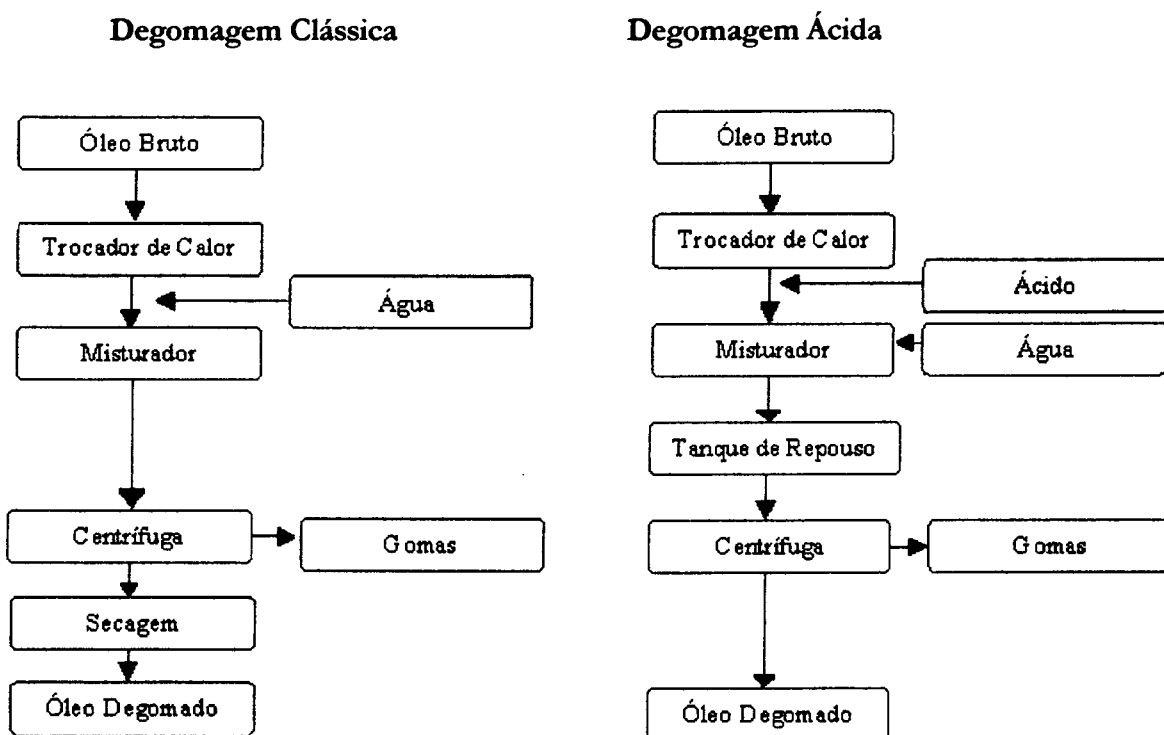 Degomagem Clássica
Óleo Bruto
Trocador de Calor
Água
Misturador
Centrífuga
Gomas
Secagem
Óleo Degomado
Degomagem Ácida
Óleo Bruto
Trocador de Calor
Ácido
Misturador
Água
Tanque de Repouso
Centrífuga
Gomas
Óleo Degomado